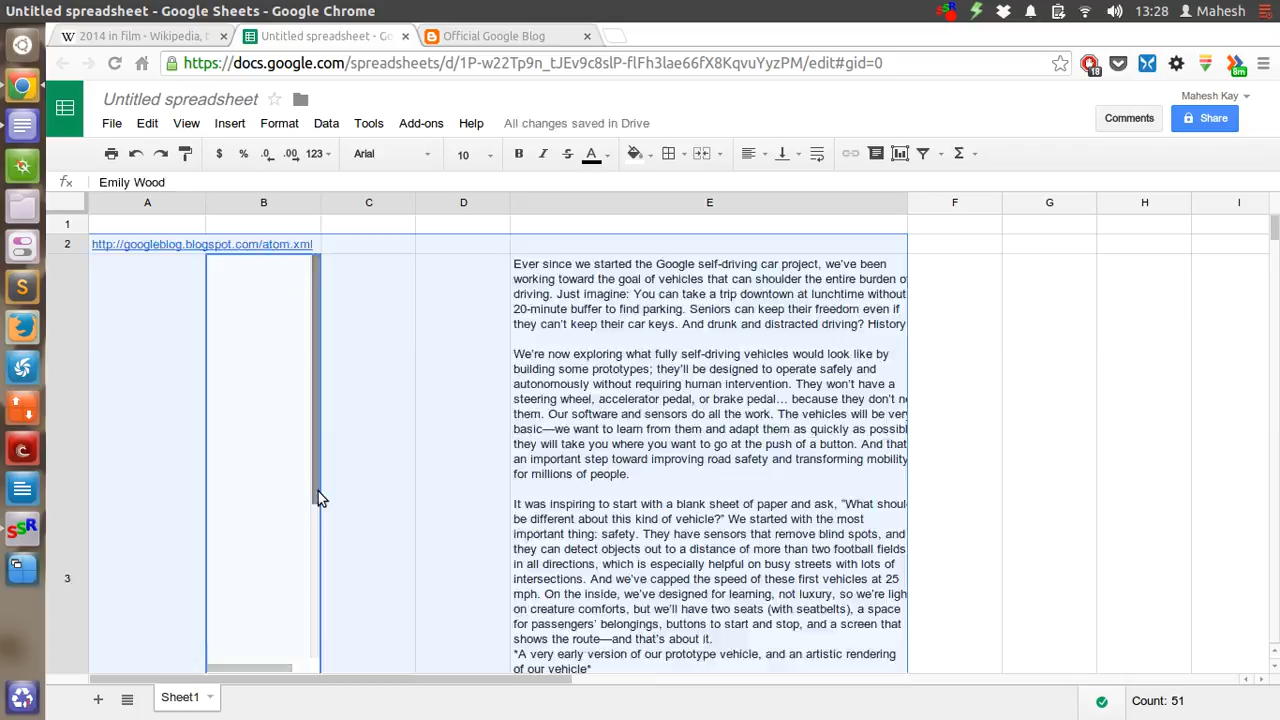 Untitled spreadsheet - Google Sheets - Google Chrome
13:28 Mahesh
2014 in film - Wikipedia, t
Untitled spreadsheet - Go
Official Google Blog
https://docs.google.com/spreadsheets/d/1P-w22Tp9n_tJEv9c8slP-flFh3lae66fX8KqvuYyzPM/edit#gid=0
18
8m
Untitled spreadsheet
Mahesh Kay
File Edit View Insert Format Data Tools Add-ons Help All changes saved in Drive
Comments
Share
$ % .0 .00 123 Arial 10 B I S A Σ
fx Emily Wood
A B C D E F G H I
1
2 http://googleblog.blogspot.com/atom.xml
Ever since we started the Google self-driving car project, we've been
working toward the goal of vehicles that can shoulder the entire burden o
driving. Just imagine: You can take a trip downtown at lunchtime without
20-minute buffer to find parking. Seniors can keep their freedom even if
they can't keep their car keys. And drunk and distracted driving? History
We're now exploring what fully self-driving vehicles would look like by
building some prototypes; they'll be designed to operate safely and
autonomously without requiring human intervention. They won't have a
steering wheel, accelerator pedal, or brake pedal… because they don't ne
them. Our software and sensors do all the work. The vehicles will be very
basic—we want to learn from them and adapt them as quickly as possibl
they will take you where you want to go at the push of a button. And that
an important step toward improving road safety and transforming mobility
for millions of people.
It was inspiring to start with a blank sheet of paper and ask, "What shoul
be different about this kind of vehicle?" We started with the most
important thing: safety. They have sensors that remove blind spots, and
they can detect objects out to a distance of more than two football fields
in all directions, which is especially helpful on busy streets with lots of
intersections. And we've capped the speed of these first vehicles at 25
3
mph. On the inside, we've designed for learning, not luxury, so we're ligh
on creature comforts, but we'll have two seats (with seatbelts), a space
for passengers' belongings, buttons to start and stop, and a screen that
shows the route—and that's about it.
*A very early version of our prototype vehicle, and an artistic rendering
of our vehicle*
Sheet1
Count: 51